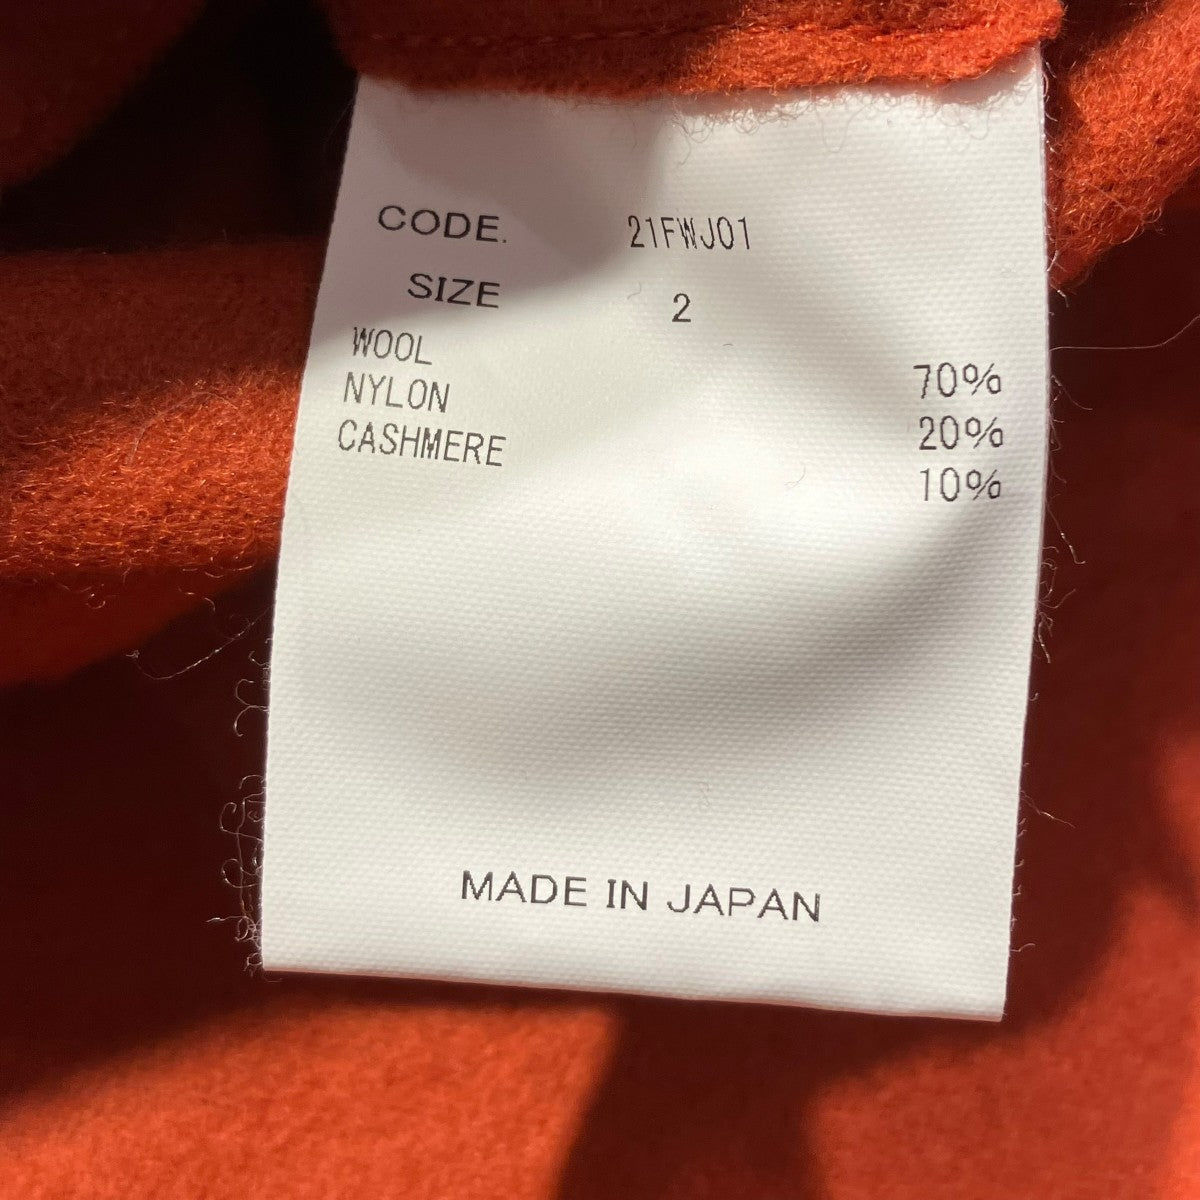 CODE. 21FWJ01
SIZE 2
WOOL 70%
NYLON 20%
CASHMERE 10%
MADE IN JAPAN